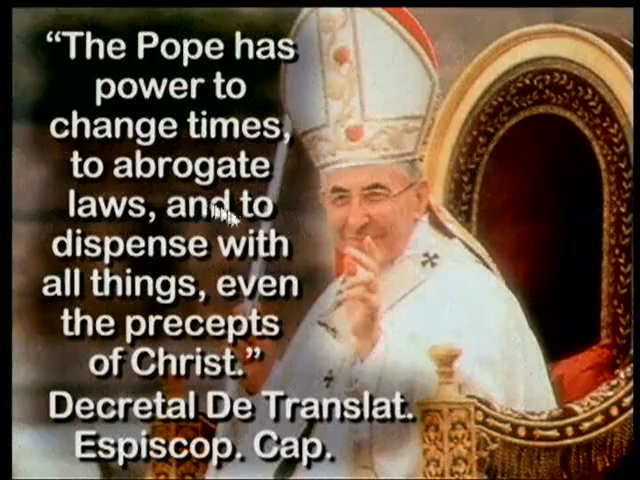 “The Pope has
power to
change times,
to abrogate
laws, and to
dispense with
all things, even
the precepts
of Christ.”
Decretal De Translat.
Espiscop. Cap.